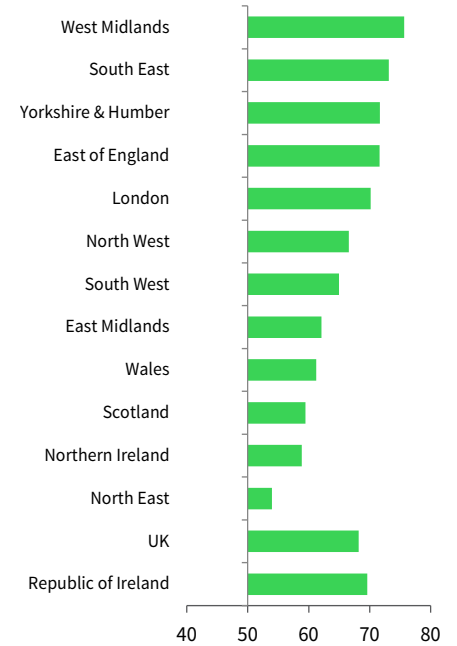 West Midlands
South East
Yorkshire & Humber
East of England
London
North West
South West
East Midlands
Wales
Scotland
Northern Ireland
North East
UK
Republic of Ireland
40 50 60 70 80